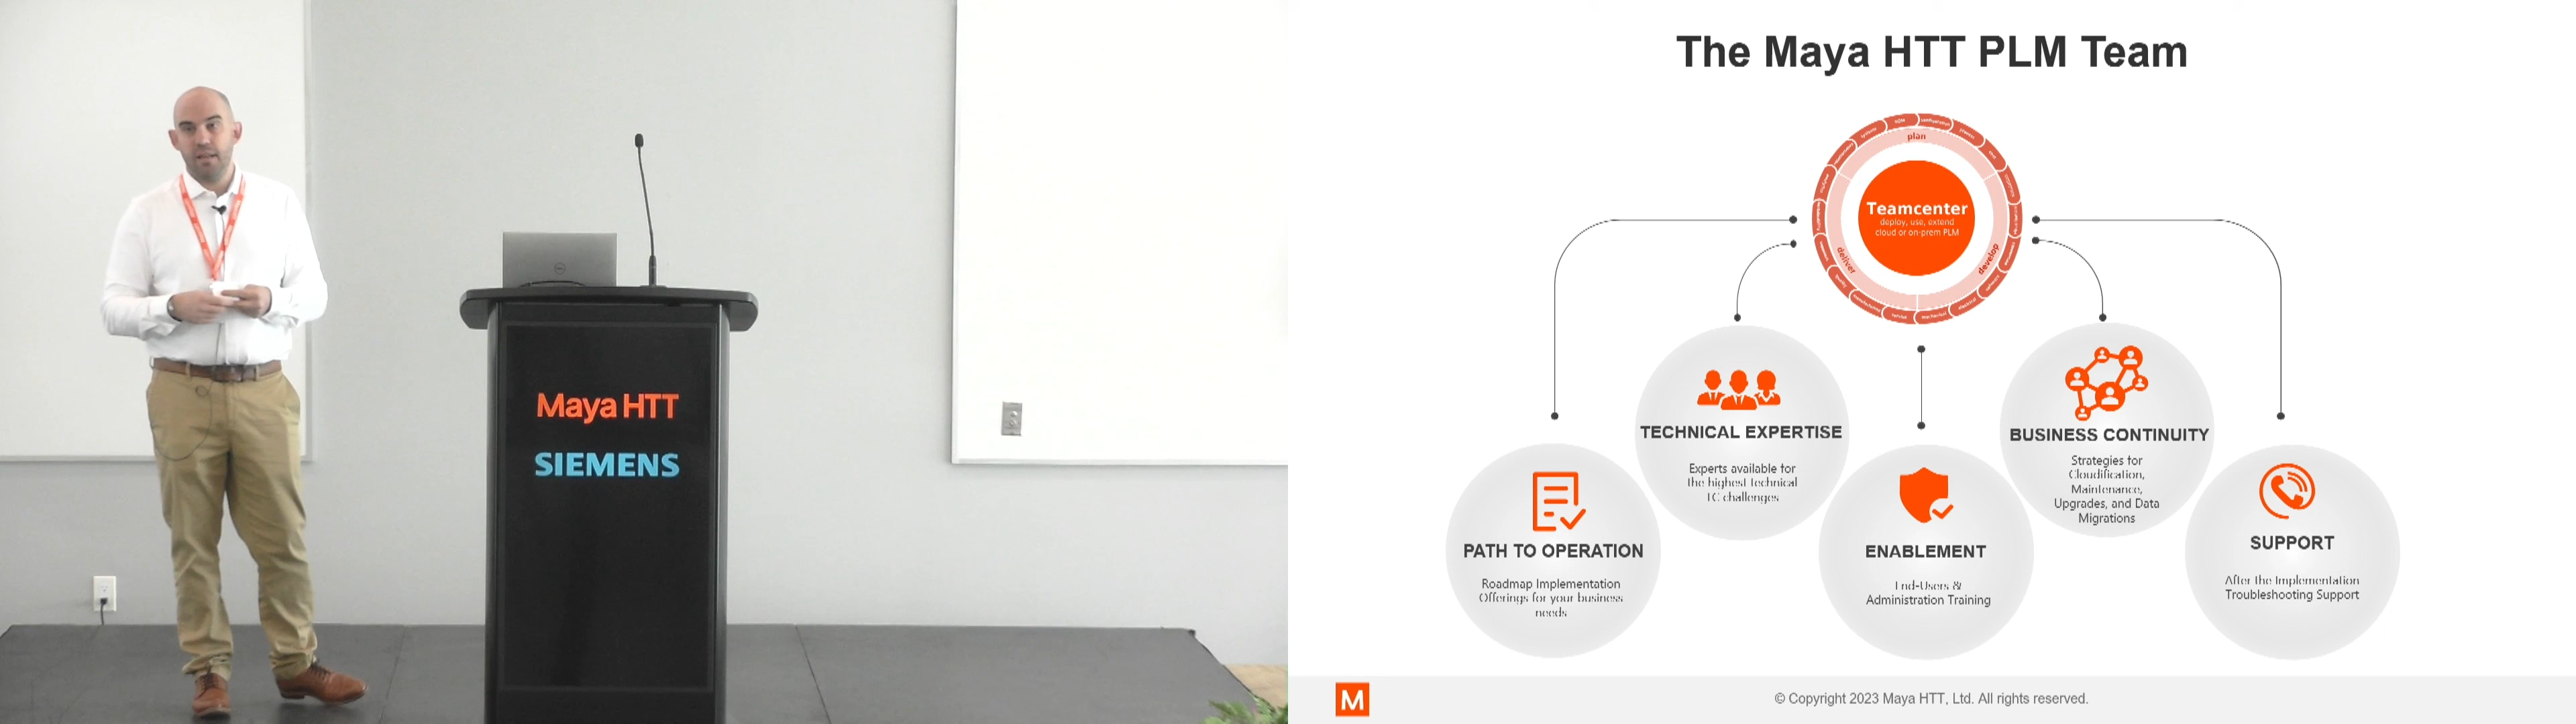 Maya HTT
SIEMENS
The Maya HTT PLM Team
plan
Teamcenter
deploy, use, extend
cloud or on-prem PLM
deliver
develop
TECHNICAL EXPERTISE
Experts available for
the highest technical
TC challenges
BUSINESS CONTINUITY
Strategies for
Cloudification,
Maintenance,
Upgrades, and Data
Migrations
PATH TO OPERATION
Roadmap Implementation
Offerings for your business
needs
ENABLEMENT
End-Users &
Administration Training
SUPPORT
After the Implementation
Troubleshooting Support
M
© Copyright 2023 Maya HTT, Ltd. All rights reserved.